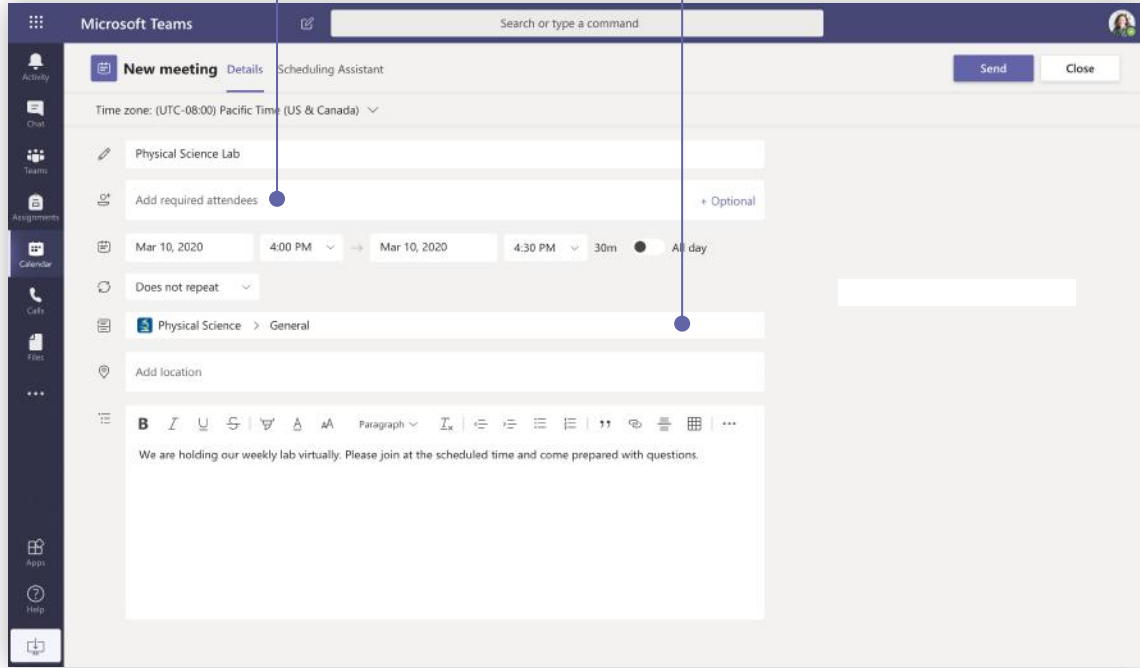 Microsoft Teams
Search or type a command
Activity
Chat
Teams
Assignments
Calendar
Calls
Files
Apps
Help
New meeting Details Scheduling Assistant
Send Close
Time zone: (UTC-08:00) Pacific Time (US & Canada)
Physical Science Lab
Add required attendees
+ Optional
Mar 10, 2020 4:00 PM → Mar 10, 2020 4:30 PM 30m All day
Does not repeat
Physical Science > General
Add location
Paragraph
We are holding our weekly lab virtually. Please join at the scheduled time and come prepared with questions.